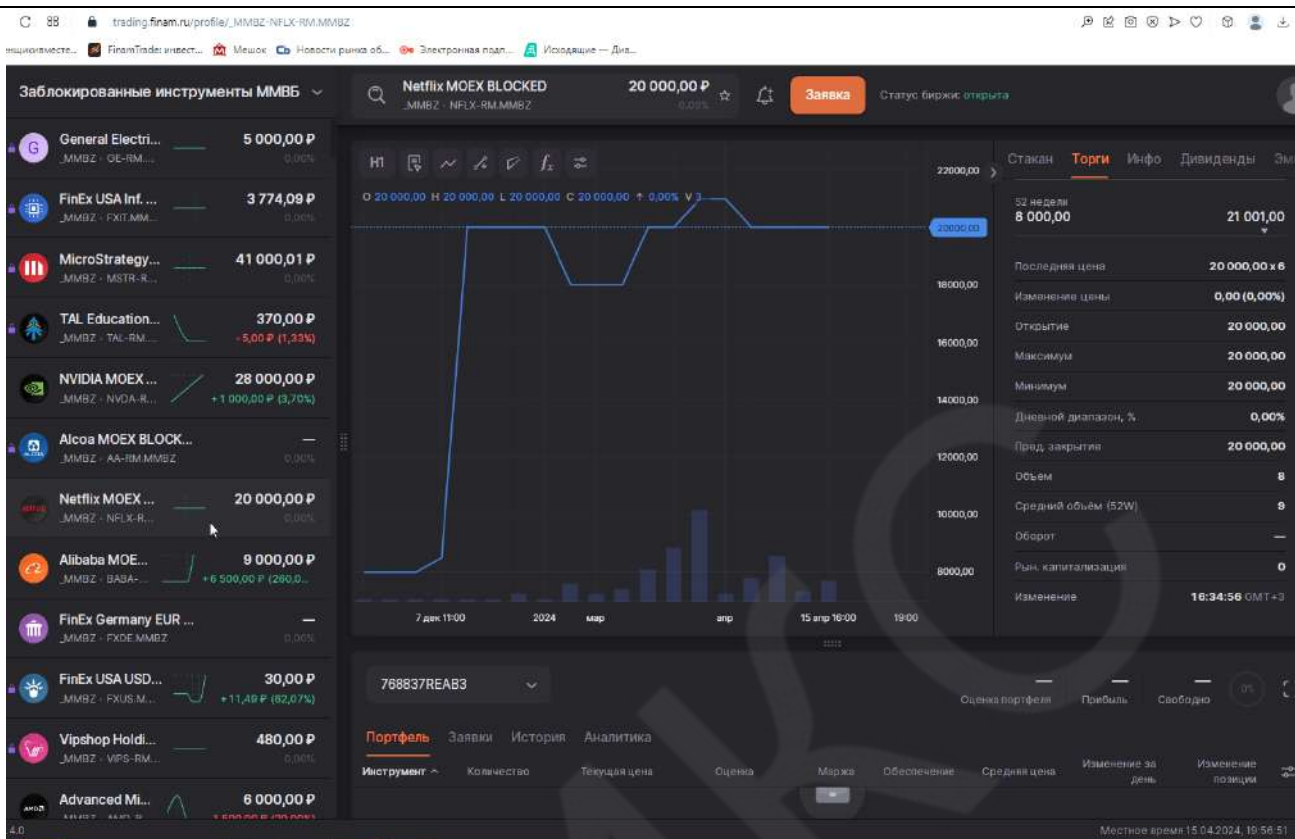 trading.finam.ru/profile/_MMBZ-NFLX-RM.MMBZ
FinamTrade: инвест... Мешок Новости рынка об... Электронная подп... Исходящие — Диа...
Заблокированные инструменты ММВБ
Netflix MOEX BLOCKED
_MMBZ · NFLX-RM.MMBZ
20 000,00 ₽
0,00%
Заявка
Статус биржи: открыта
General Electri... 5 000,00 ₽
_MMBZ · GE-RM.... 0,00%
FinEx USA Inf. ... 3 774,09 ₽
_MMBZ · FXIT.MM... 0,00%
MicroStrategy... 41 000,01 ₽
_MMBZ · MSTR-R... 0,00%
TAL Education... 370,00 ₽
_MMBZ · TAL-RM.... -5,00 ₽ (1,33%)
NVIDIA MOEX ... 28 000,00 ₽
_MMBZ · NVDA-R... +1 000,00 ₽ (3,70%)
Alcoa MOEX BLOCK... —
_MMBZ · AA-RM.MMBZ 0,00%
Netflix MOEX ... 20 000,00 ₽
_MMBZ · NFLX-R... 0,00%
Alibaba MOE... 9 000,00 ₽
_MMBZ · BABA-... +6 500,00 ₽ (260,0...
FinEx Germany EUR ... —
_MMBZ · FXDE.MMBZ 0,00%
FinEx USA USD... 30,00 ₽
_MMBZ · FXUS.M... +11,49 ₽ (62,07%)
Vipshop Holdi... 480,00 ₽
_MMBZ · VIPS-RM... 0,00%
Advanced Mi... 6 000,00 ₽
4.0
H1
O 20 000,00 H 20 000,00 L 20 000,00 C 20 000,00 ↑ 0,00% V 3
22000,00
20000,00
18000,00
16000,00
14000,00
12000,00
10000,00
8000,00
7 дек 11:00 2024 мар апр 15 апр 16:00 19:00
Стакан Торги Инфо Дивиденды Эм
52 недели
8 000,00 21 001,00
Последняя цена 20 000,00 x 6
Изменение цены 0,00 (0,00%)
Открытие 20 000,00
Максимум 20 000,00
Минимум 20 000,00
Дневной диапазон, % 0,00%
Пред. закрытие 20 000,00
Объем 8
Средний объём (52W) 9
Оборот —
Рын. капитализация 0
Изменение 16:34:56 GMT+3
768837REAB3
Оценка портфеля Прибыль Свободно 0%
Портфель Заявки История Аналитика
Инструмент Количество Текущая цена Оценка Маржа Обеспечение Средняя цена Изменение за день Изменение позиции
Местное время 15.04.2024, 19:56:51